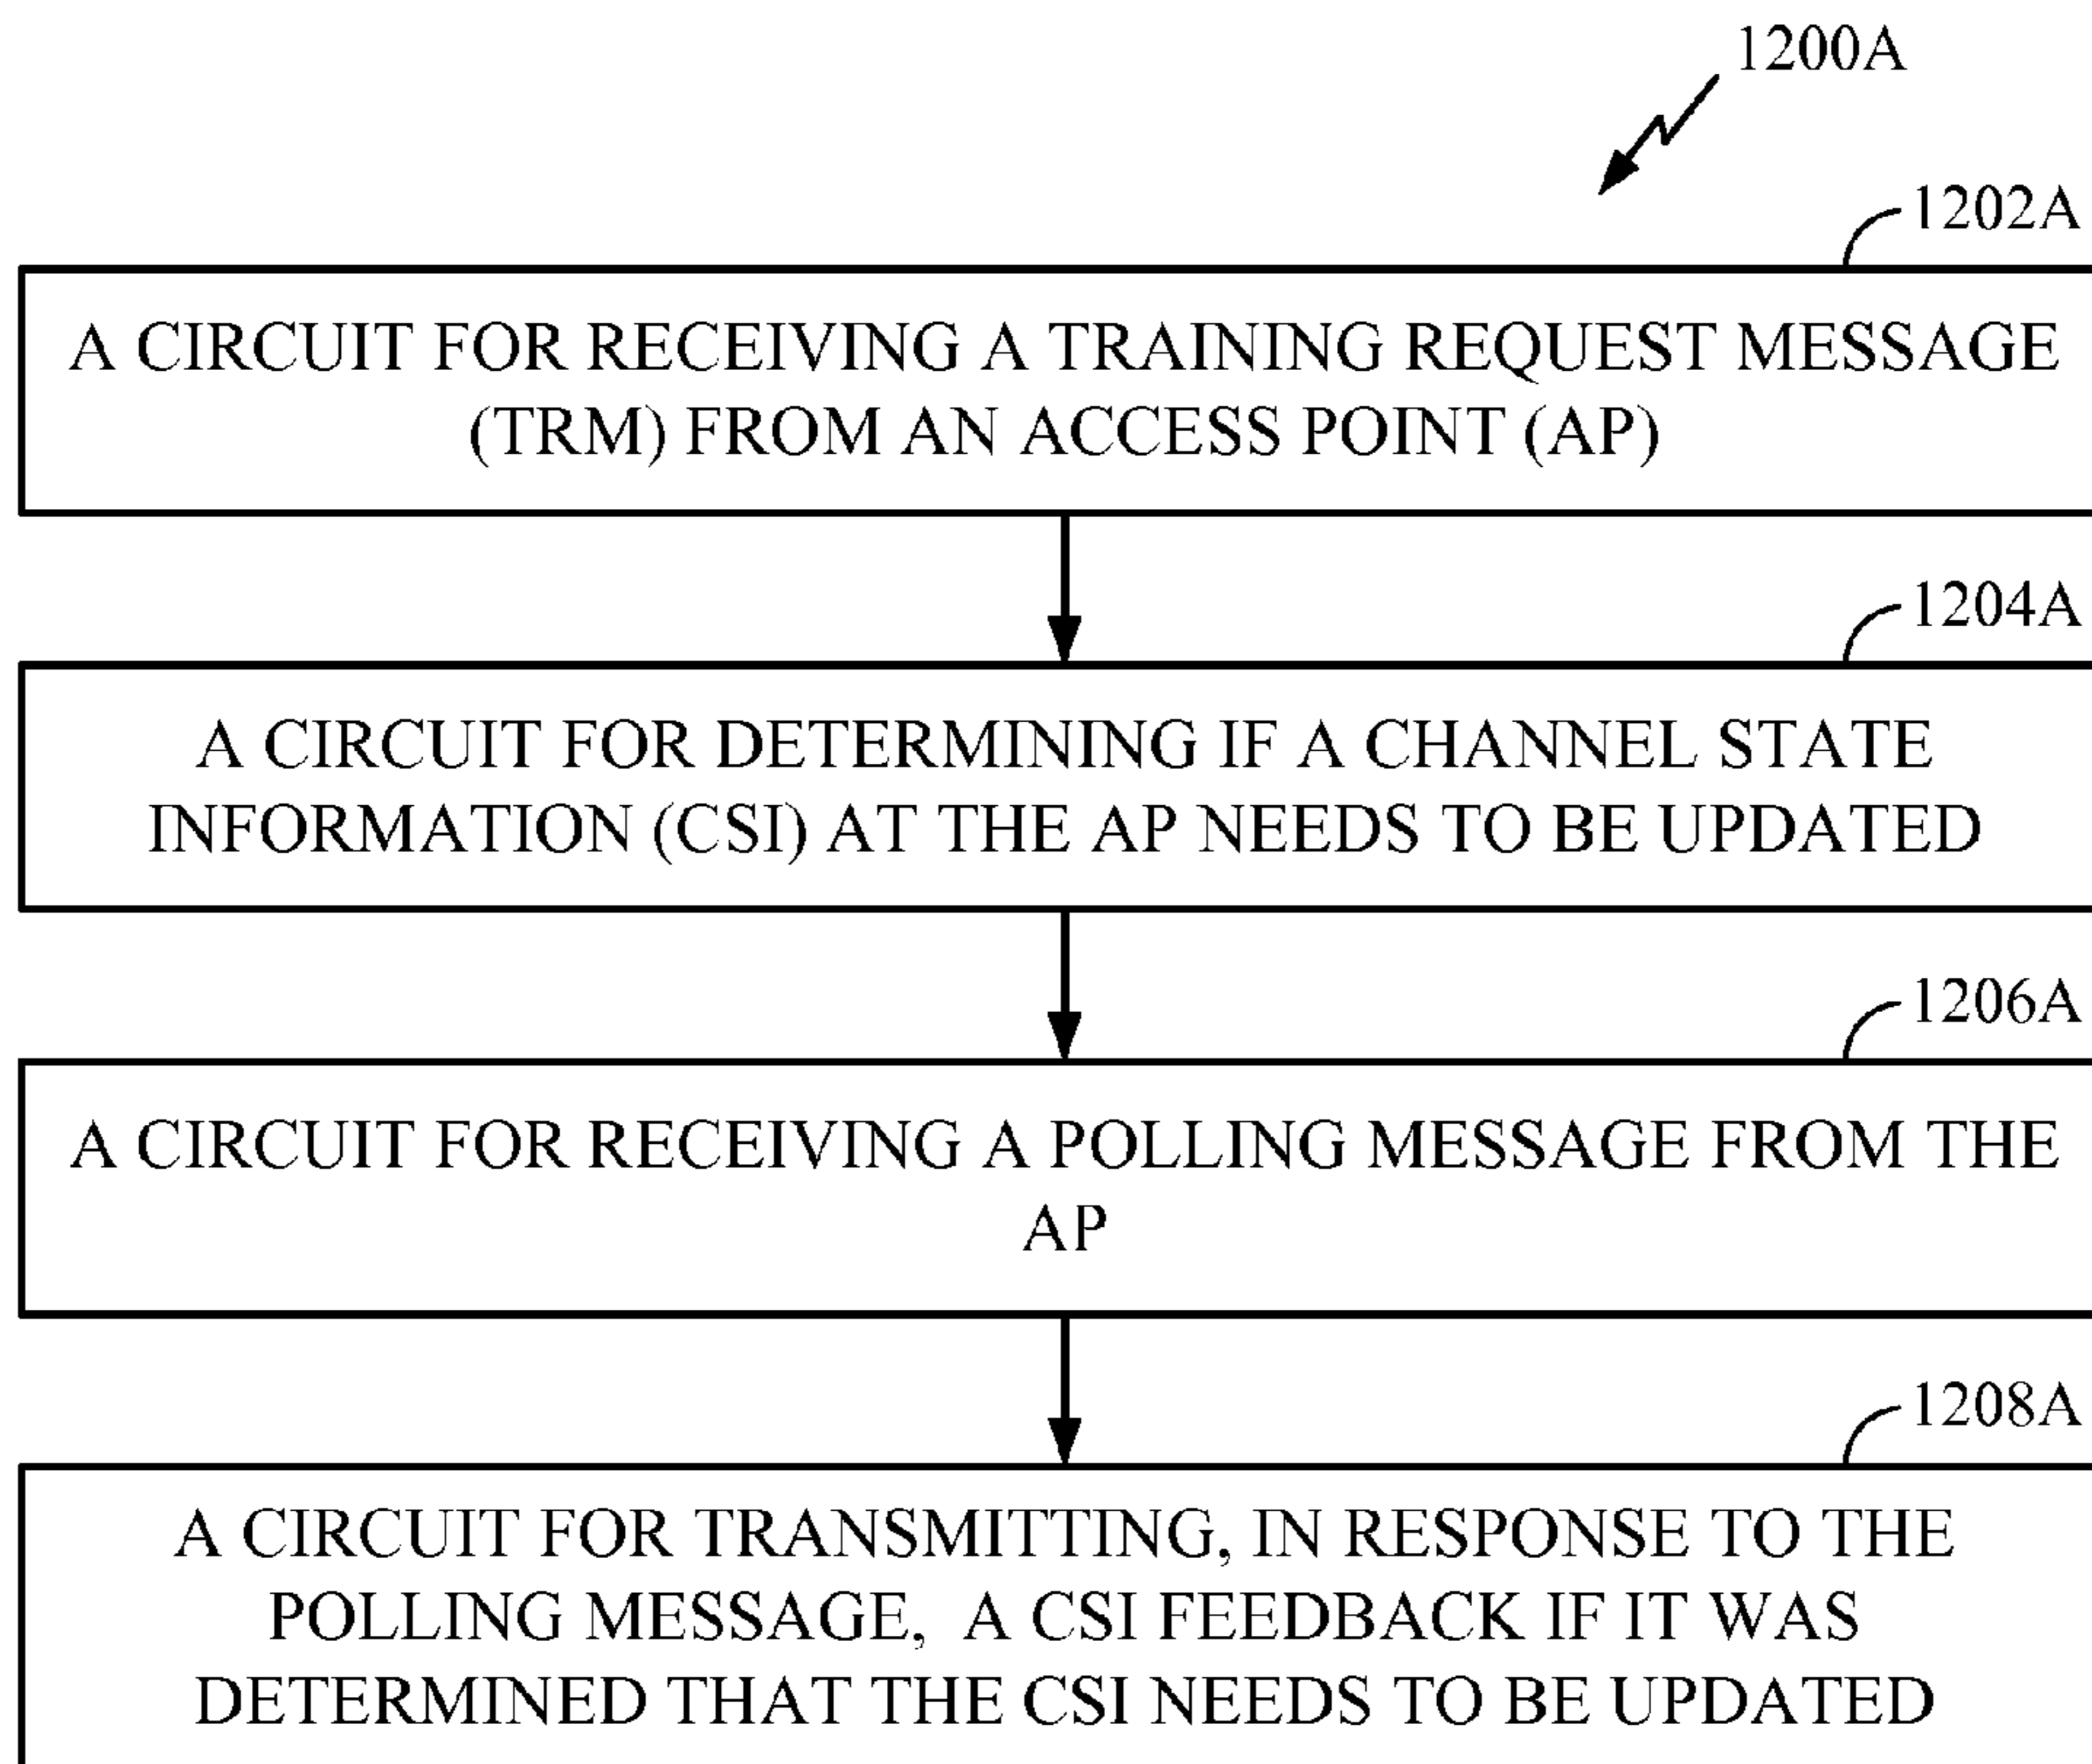 1200A
1202A
A CIRCUIT FOR RECEIVING A TRAINING REQUEST MESSAGE
(TRM) FROM AN ACCESS POINT (AP)
1204A
A CIRCUIT FOR DETERMINING IF A CHANNEL STATE
INFORMATION (CSI) AT THE AP NEEDS TO BE UPDATED
1206A
A CIRCUIT FOR RECEIVING A POLLING MESSAGE FROM THE
AP
1208A
A CIRCUIT FOR TRANSMITTING, IN RESPONSE TO THE
POLLING MESSAGE, A CSI FEEDBACK IF IT WAS
DETERMINED THAT THE CSI NEEDS TO BE UPDATED